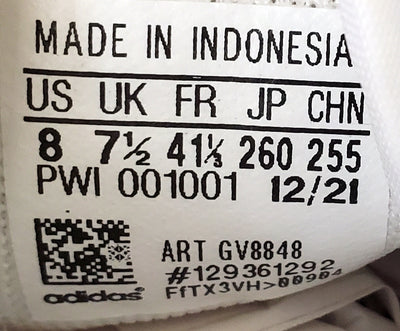 MADE IN INDONESIA
US UK FR JP CHN
8 7½ 41⅓ 260 255
PWI 001001 12/21
ART GV8848
#129361292
adidas FfTX3VH>00904